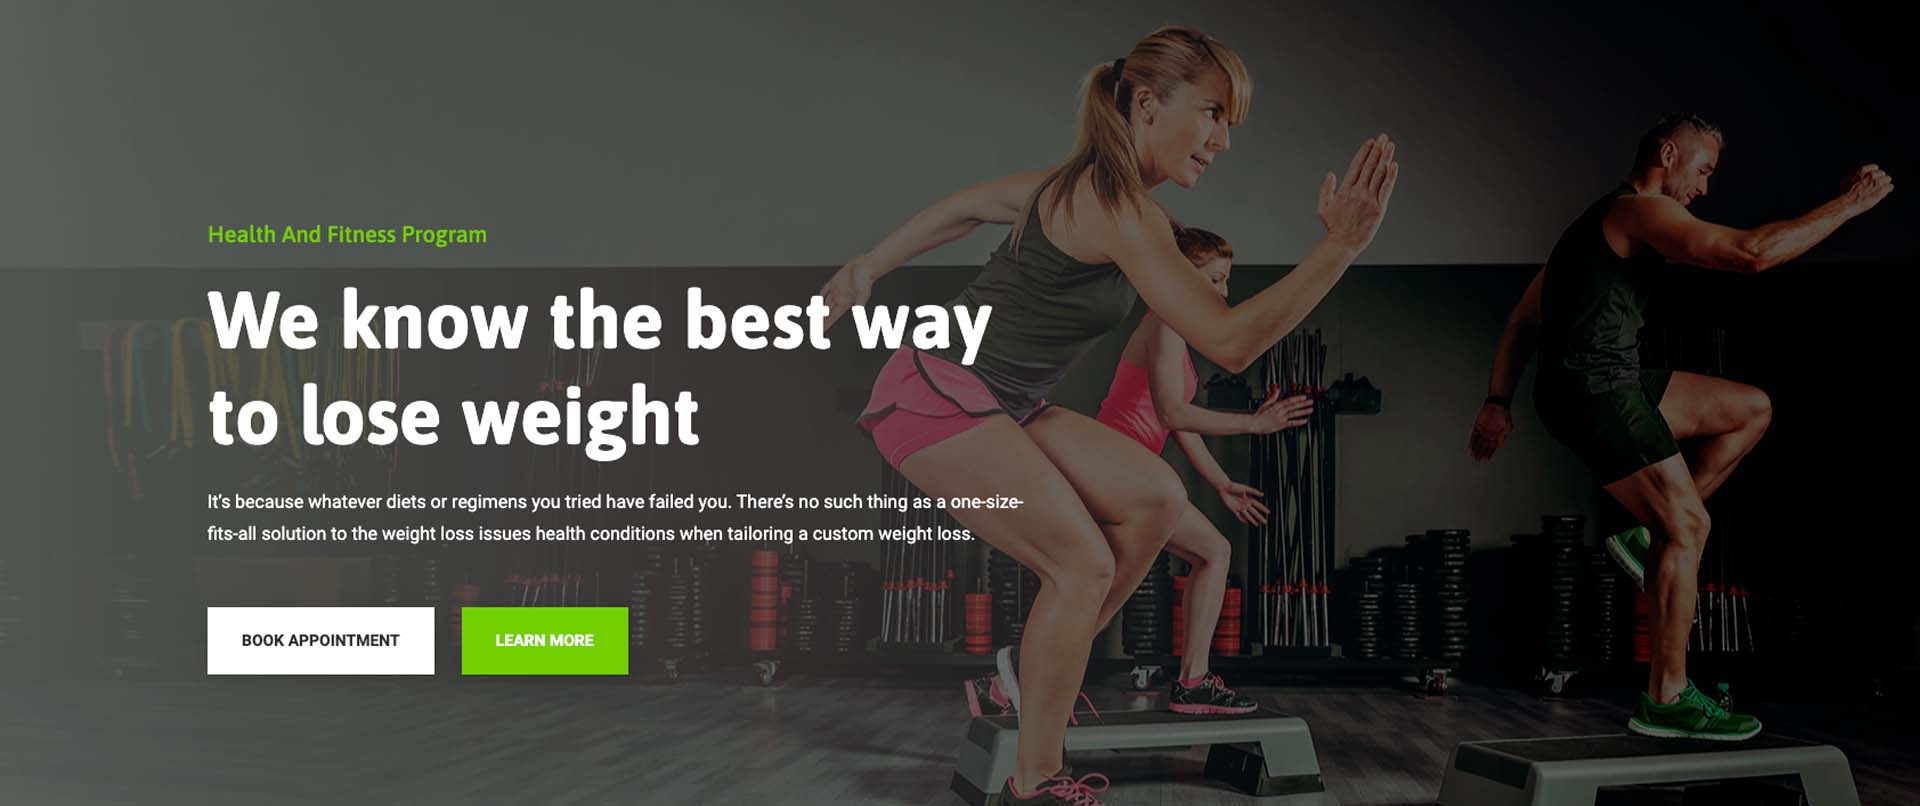 Health And Fitness Program
We know the best way
to lose weight
It’s because whatever diets or regimens you tried have failed you. There’s no such thing as a one-size-
fits-all solution to the weight loss issues health conditions when tailoring a custom weight loss.
BOOK APPOINTMENT
LEARN MORE